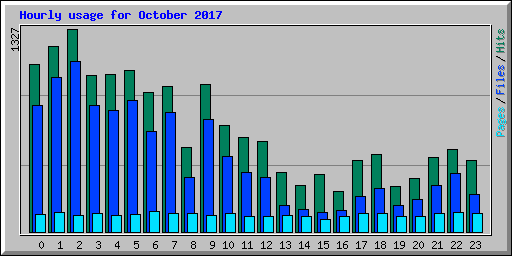 Hourly usage for October 2017
1327
Pages/Files/Hits
0 1 2 3 4 5 6 7 8 9 10 11 12 13 14 15 16 17 18 19 20 21 22 23